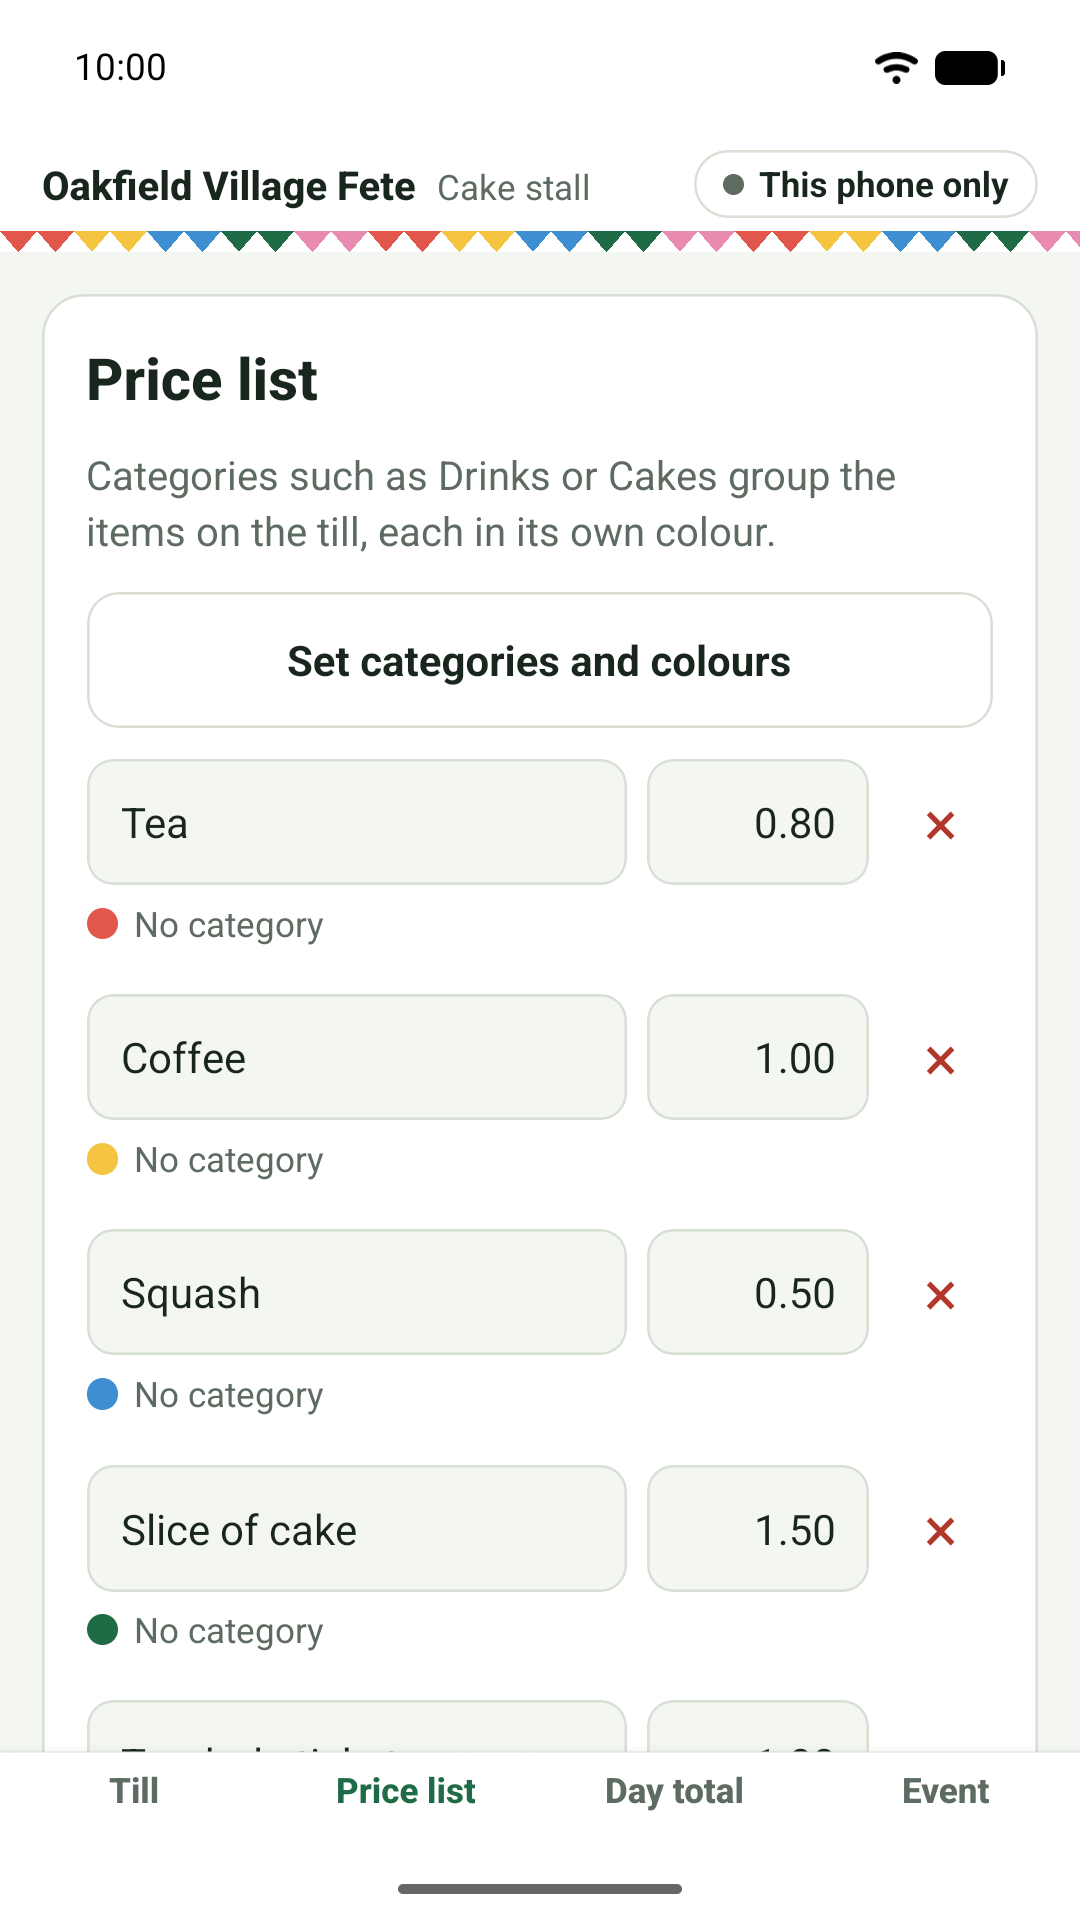 10:00
Oakfield Village Fete Cake stall This phone only
Price list
Categories such as Drinks or Cakes group the
items on the till, each in its own colour.
Set categories and colours
Tea 0.80 ×
No category
Coffee 1.00 ×
No category
Squash 0.50 ×
No category
Slice of cake 1.50 ×
No category
Till Price list Day total Event